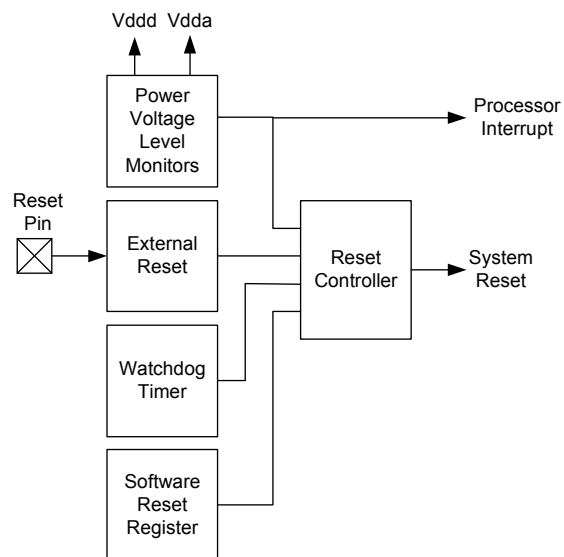 Vddd Vdda
Power
Voltage
Level
Monitors
Processor
Interrupt
Reset
Pin
External
Reset
Reset
Controller
System
Reset
Watchdog
Timer
Software
Reset
Register